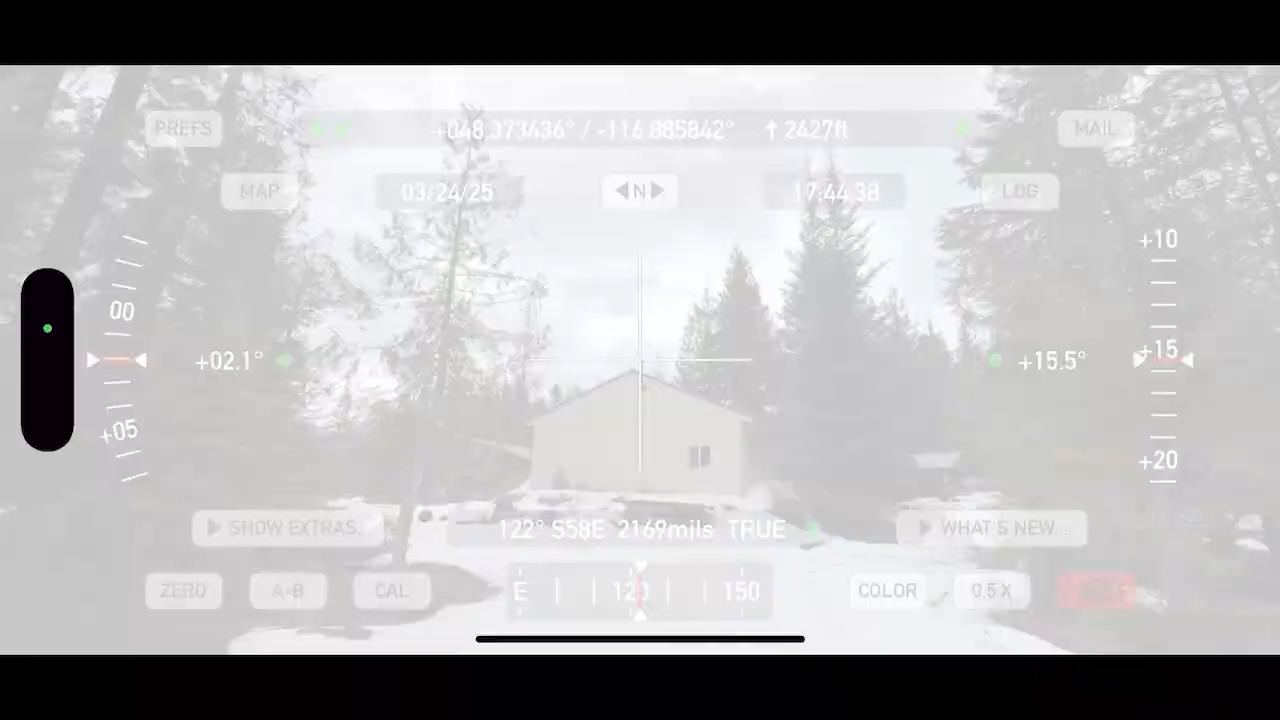 PREFS
+048.373436° / -116.885842° ↑ 2427ft
MAIL
MAP
03/24/25
◀N▶
17:44:38
LOG
00
+05
+02.1°
+15.5°
+10
+15
+20
▶ SHOW EXTRAS...
122° S58E 2169mils TRUE
▶ WHAT'S NEW...
ZERO
A-B
CAL
E 120 150
COLOR
0.5 X